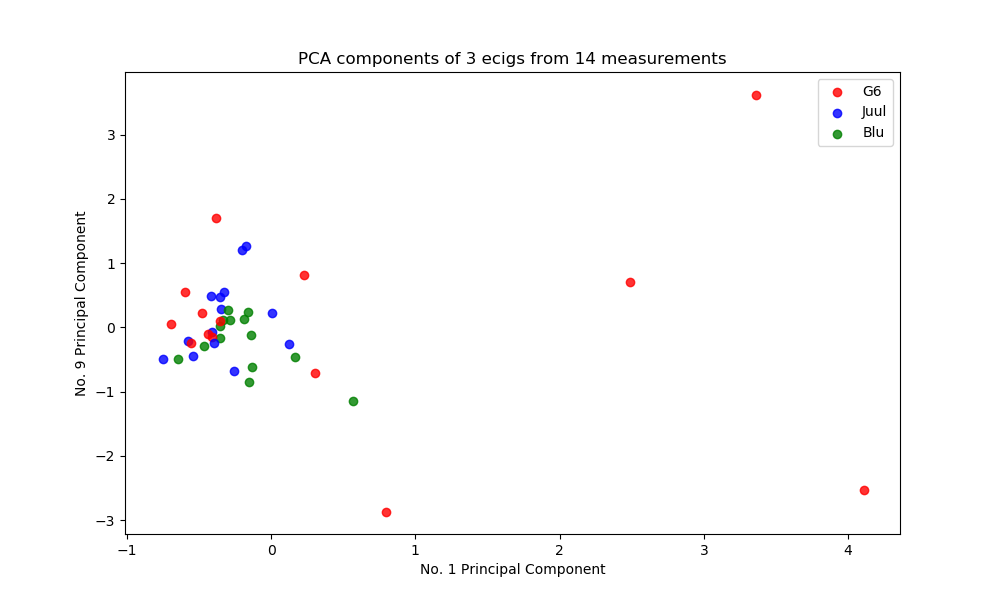 PCA components of 3 ecigs from 14 measurements
G6
Juul
Blu
3
2
1
0
−1
−2
−3
No. 9 Principal Component
−1 0 1 2 3 4
No. 1 Principal Component